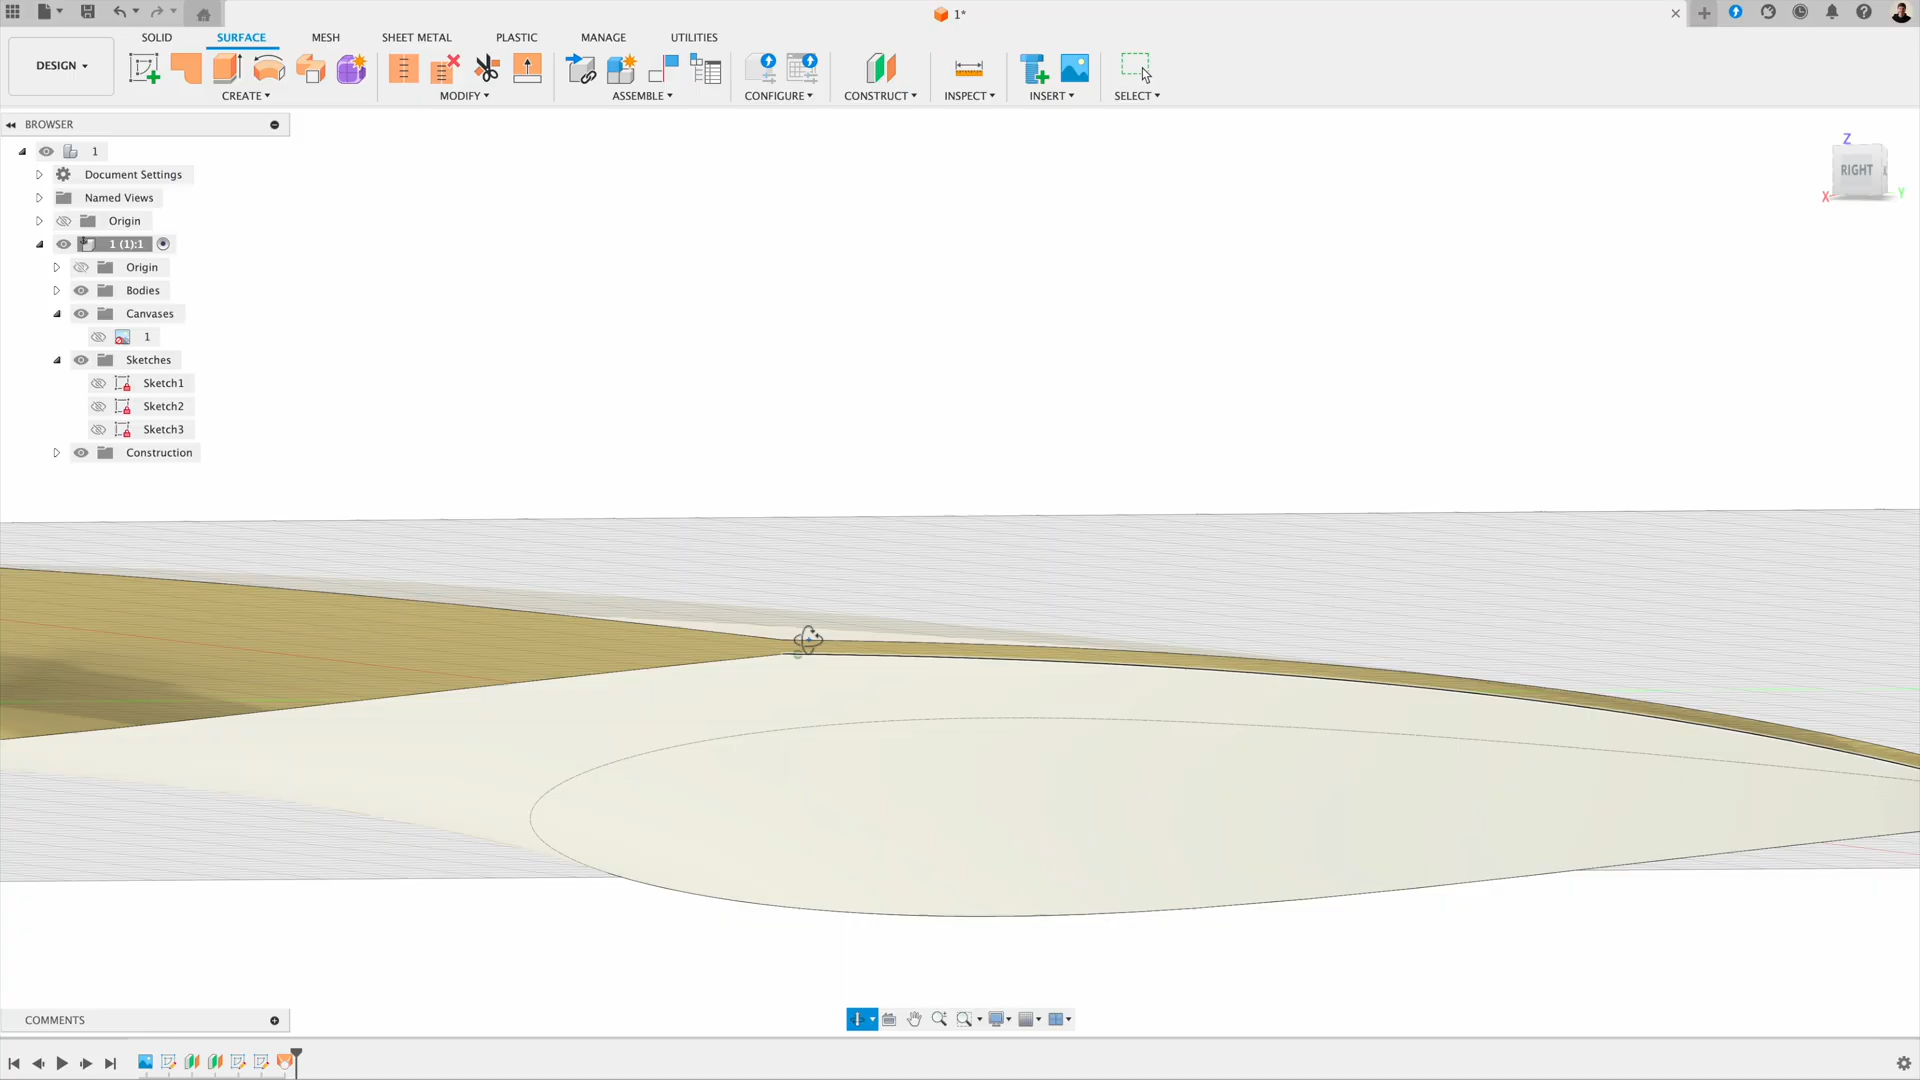 1*
SOLID SURFACE MESH SHEET METAL PLASTIC MANAGE UTILITIES
DESIGN
CREATE MODIFY ASSEMBLE CONFIGURE CONSTRUCT INSPECT INSERT SELECT
BROWSER
1
Document Settings
Named Views
Origin
1 (1):1
Origin
Bodies
Canvases
1
Sketches
Sketch1
Sketch2
Sketch3
Construction
Z
RIGHT
X
Y
COMMENTS